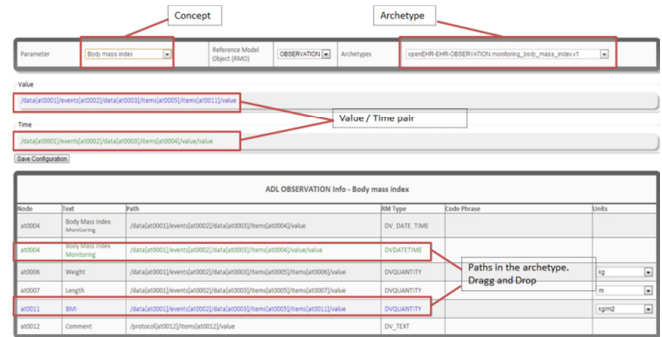 Concept Archetype
Parameter Body mass index Reference Model Object (RMO) OBSERVATION Archetypes openEHR-EHR-OBSERVATION.monitoring_body_mass_index.v1
Value
/data[at0001]/events[at0002]/data[at0003]/items[at0005]/items[at0011]/value
Value / Time pair
Time
/data[at0001]/events[at0002]/data[at0003]/items[at0004]/value/value
Save Configuration
ADL OBSERVATION Info - Body mass index
Node Text Path RM Type Code Phrase Units
at0004 Body Mass Index Monitoring /data[at0001]/events[at0002]/data[at0003]/items[at0004]/value DV_DATE_TIME
at0004 Body Mass Index Monitoring /data[at0001]/events[at0002]/data[at0003]/items[at0004]/value/value DVDATETIME
Paths in the archetype.
Dragg and Drop
at0006 Weight /data[at0001]/events[at0002]/data[at0003]/items[at0005]/items[at0006]/value DVQUANTITY kg
at0007 Length /data[at0001]/events[at0002]/data[at0003]/items[at0005]/items[at0007]/value DVQUANTITY m
at0011 BMI /data[at0001]/events[at0002]/data[at0003]/items[at0005]/items[at0011]/value DVQUANTITY kg/m2
at0012 Comment /protocol[at0012]/items[at0012]/value DV_TEXT